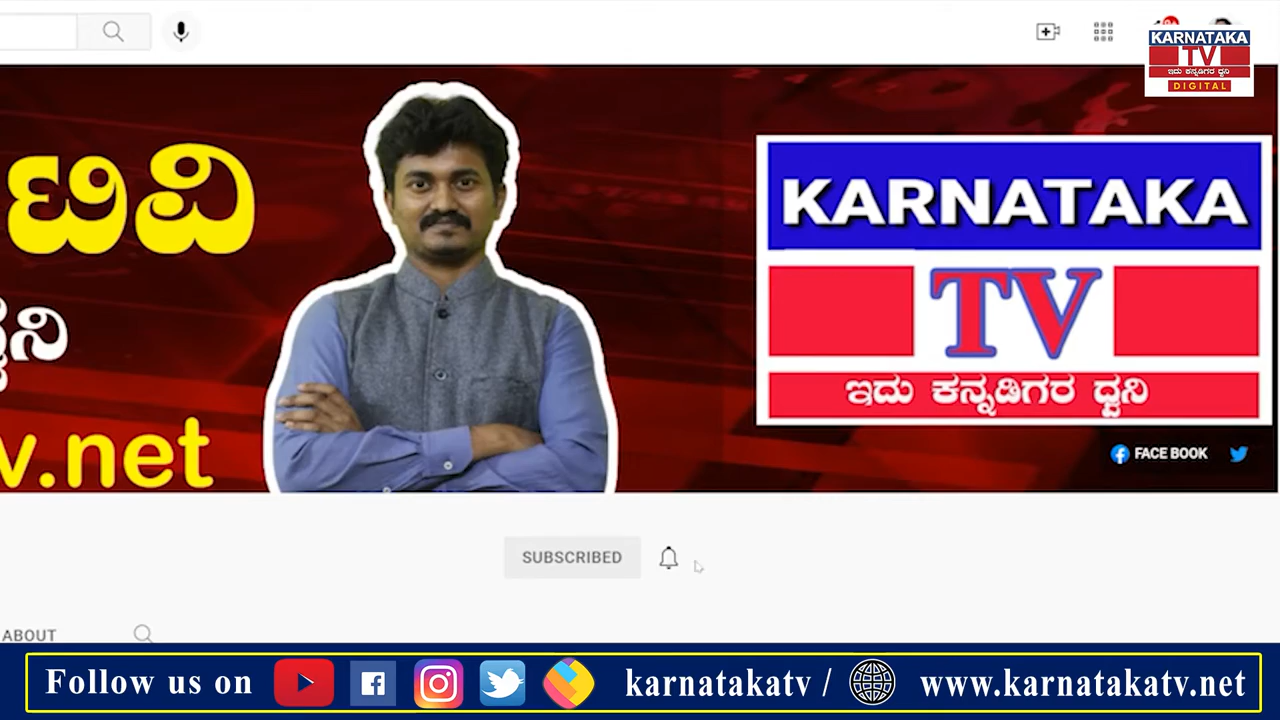 KARNATAKA
TV
ಇದು ಕನ್ನಡಿಗರ ಧ್ವನಿ
DIGITAL
ಟಿವಿ
KARNATAKA
TV
ಇದು ಕನ್ನಡಿಗರ ಧ್ವನಿ
v.net
FACE BOOK
SUBSCRIBED
ABOUT
Follow us on
karnatakatv /
www.karnatakatv.net